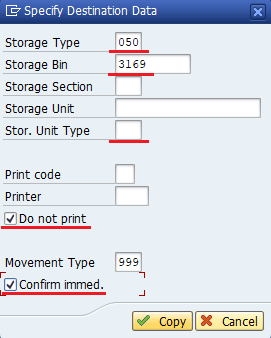 Specify Destination Data
Storage Type 050
Storage Bin 3169
Storage Section
Storage Unit
Stor. Unit Type
Print code
Printer
Do not print
Movement Type 999
Confirm immed.
Copy Cancel